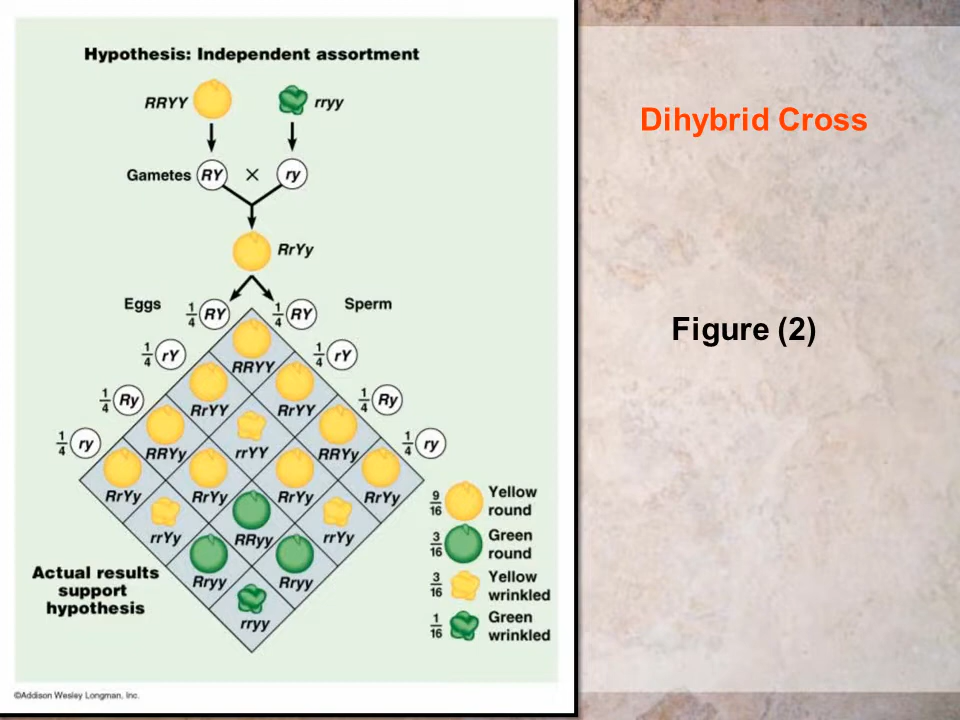 Hypothesis: Independent assortment
RRYY
rryy
Gametes RY × ry
RrYy
Eggs
Sperm
1/4 RY
1/4 RY
1/4 rY
1/4 rY
1/4 Ry
1/4 Ry
1/4 ry
1/4 ry
RRYY
RrYY RrYY
RRYy rrYY RRYy
RrYy RrYy RrYy RrYy
rrYy RRyy rrYy
Rryy Rryy
rryy
9/16 Yellow
round
3/16 Green
round
3/16 Yellow
wrinkled
1/16 Green
wrinkled
Actual results
support
hypothesis
©Addison Wesley Longman, Inc.
Dihybrid Cross
Figure (2)